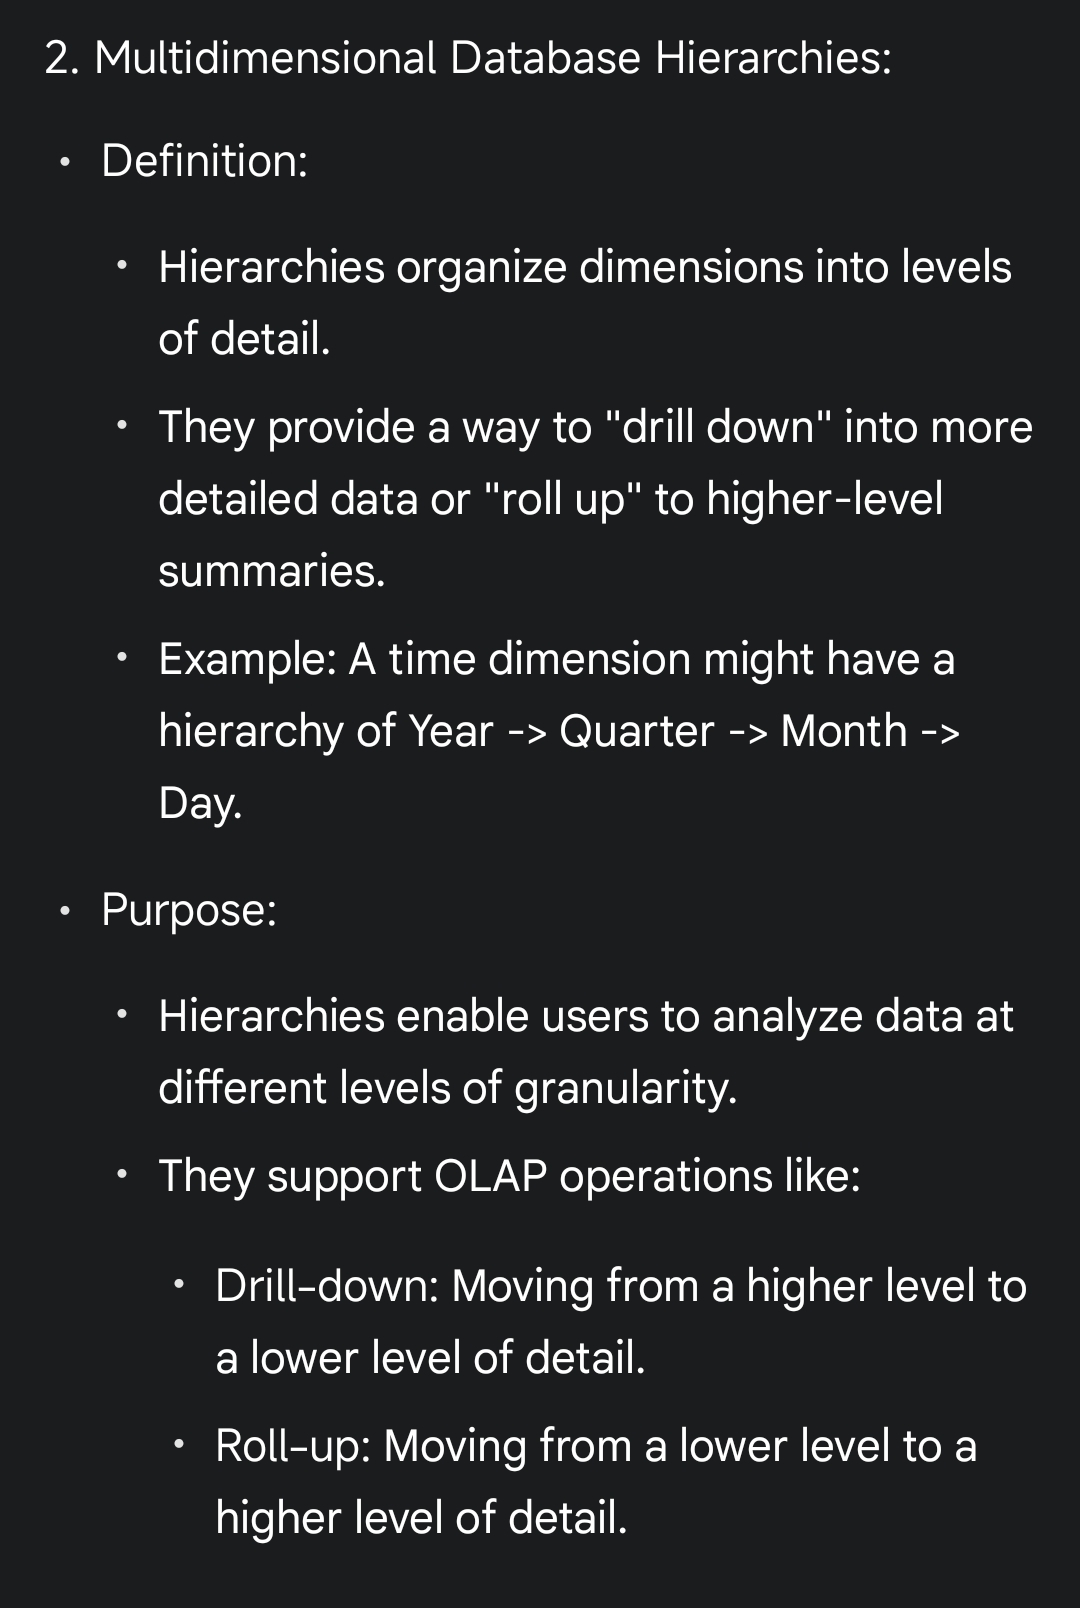 2. Multidimensional Database Hierarchies:
• Definition:
• Hierarchies organize dimensions into levels
of detail.
• They provide a way to "drill down" into more
detailed data or "roll up" to higher-level
summaries.
• Example: A time dimension might have a
hierarchy of Year -> Quarter -> Month ->
Day.
• Purpose:
• Hierarchies enable users to analyze data at
different levels of granularity.
• They support OLAP operations like:
• Drill-down: Moving from a higher level to
a lower level of detail.
• Roll-up: Moving from a lower level to a
higher level of detail.